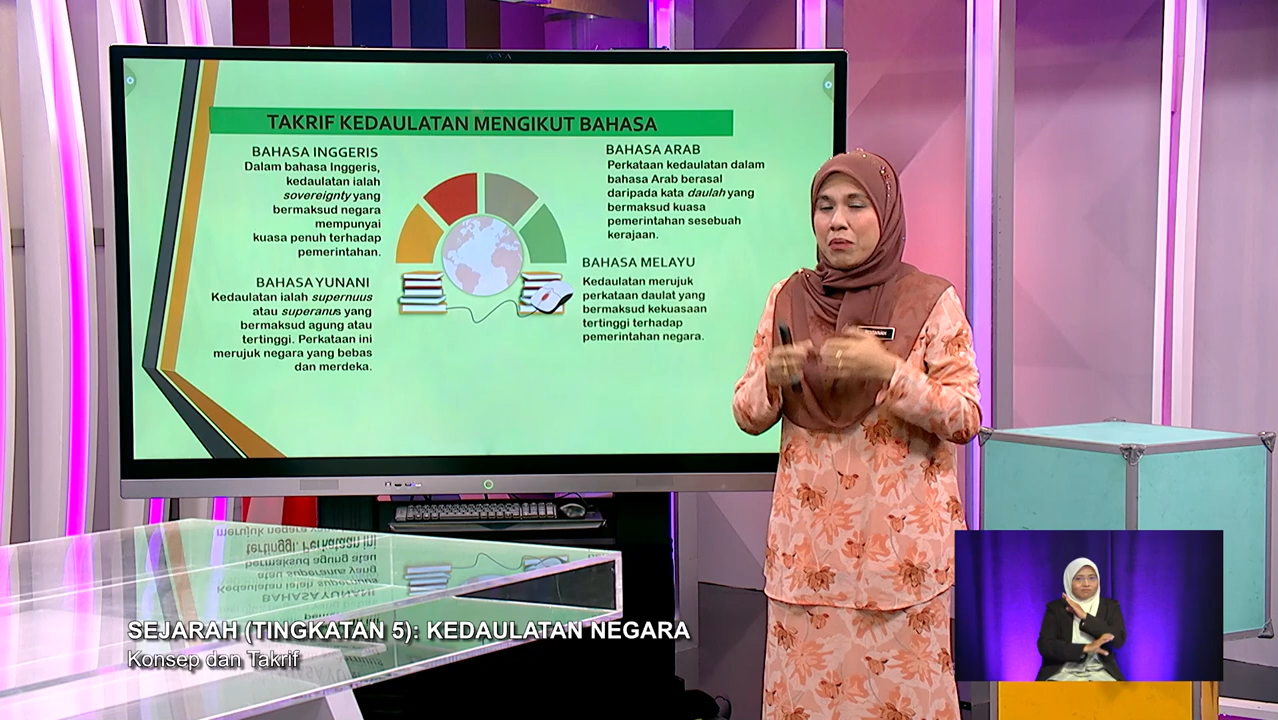 TAKRIF KEDAULATAN MENGIKUT BAHASA
BAHASA INGGERIS
Dalam bahasa Inggeris,
kedaulatan ialah
sovereignty yang
bermaksud negara
mempunyai
kuasa penuh terhadap
pemerintahan.
BAHASA YUNANI
Kedaulatan ialah supernuus
atau superanus yang
bermaksud agung atau
tertinggi. Perkataan ini
merujuk negara yang bebas
dan merdeka.
BAHASA ARAB
Perkataan kedaulatan dalam
bahasa Arab berasal
daripada kata daulah yang
bermaksud kuasa
pemerintahan sesebuah
kerajaan.
BAHASA MELAYU
Kedaulatan merujuk
perkataan daulat yang
bermaksud kekuasaan
tertinggi terhadap
pemerintahan negara.
SEJARAH (TINGKATAN 5): KEDAULATAN NEGARA
Konsep dan Takrif